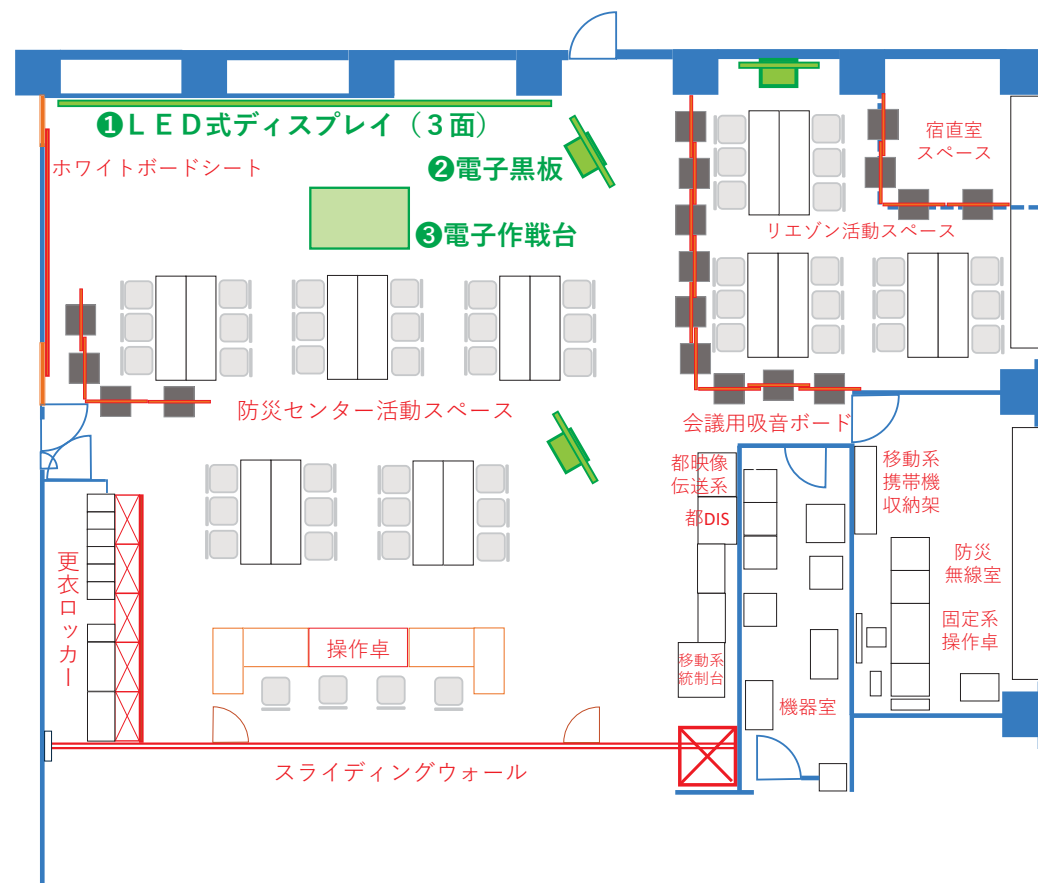 ❶LED式ディスプレイ（３面）
ホワイトボードシート
❷電子黒板
❸電子作戦台
宿直室
スペース
リエゾン活動スペース
防災センター活動スペース
会議用吸音ボード
都映像
伝送系
都DIS
移動系
携帯機
収納架
防災
無線室
固定系
操作卓
更衣ロッカー
操作卓
移動系
統制台
機器室
スライディングウォール